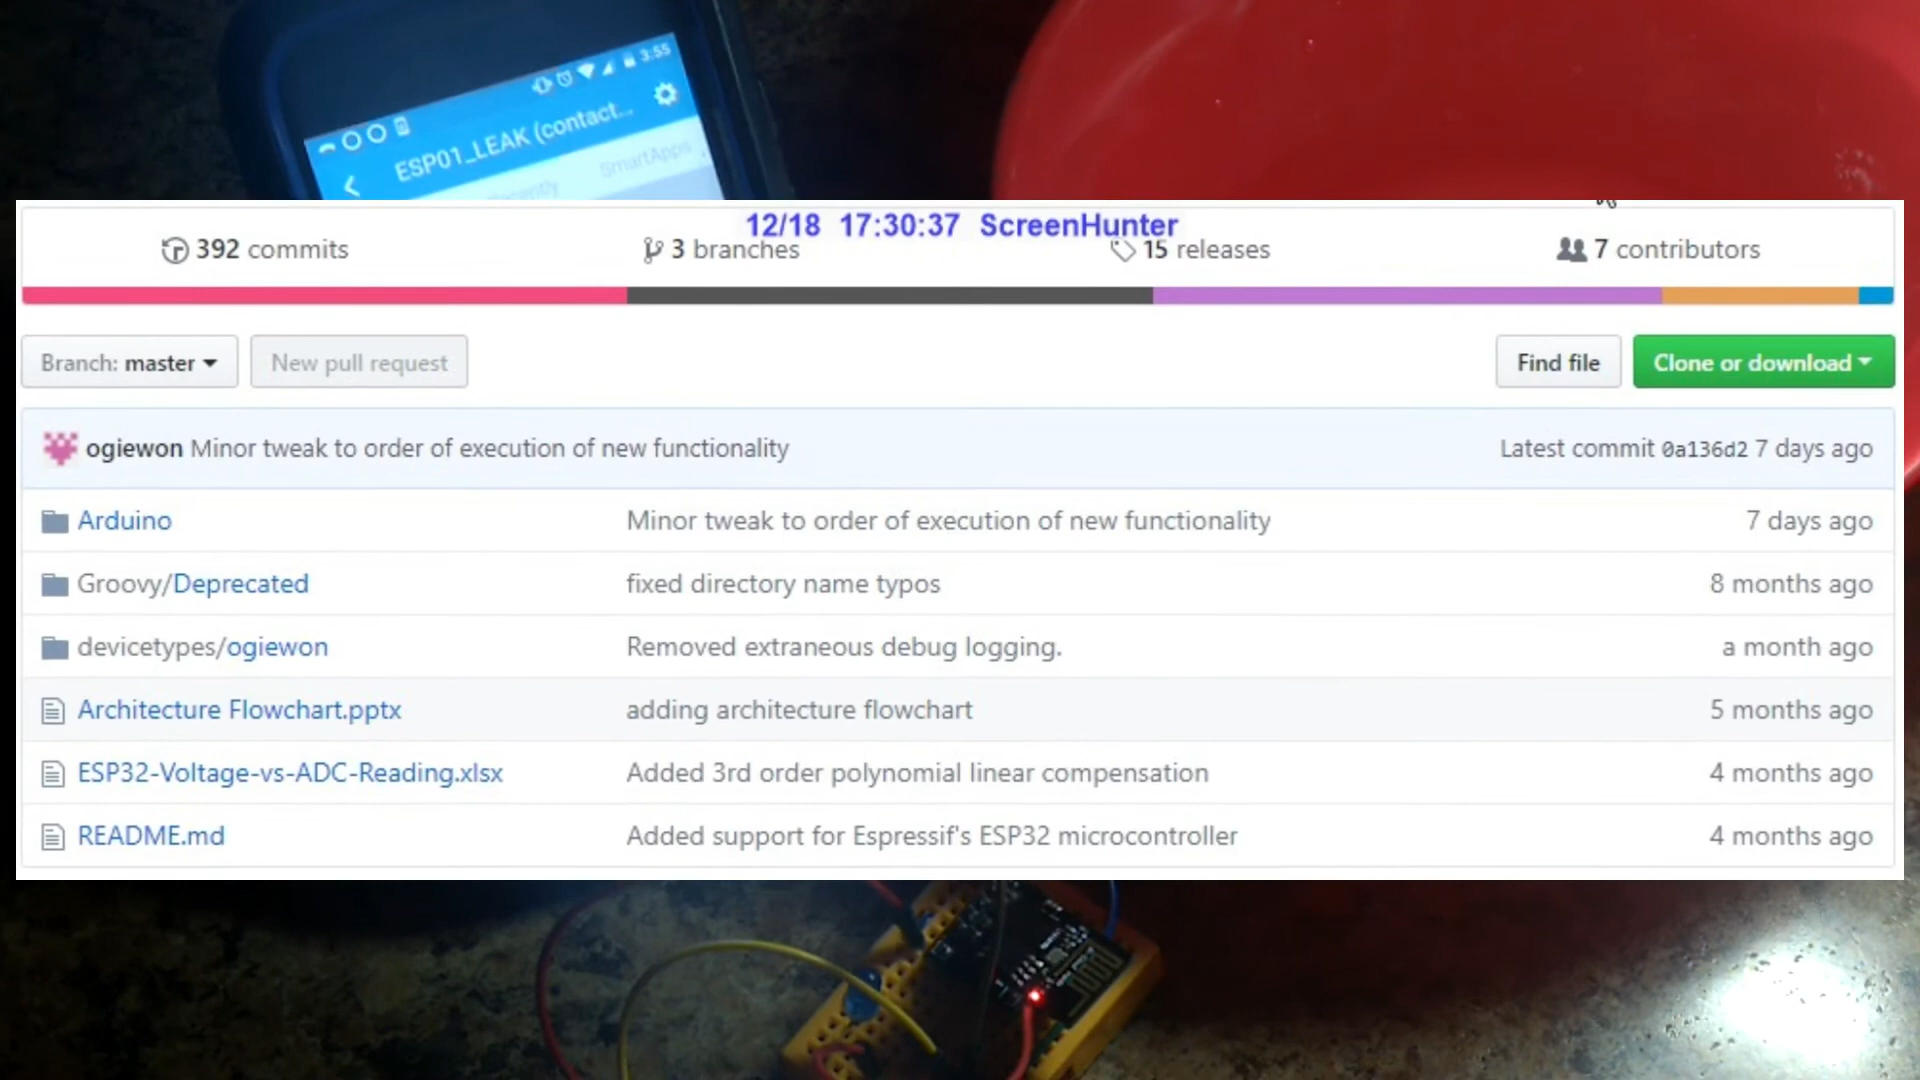 3:55
ESP01_LEAK (contact...
Recently SmartApps
12/18 17:30:37 ScreenHunter
392 commits 3 branches 15 releases 7 contributors
Branch: master New pull request Find file Clone or download
ogiewon Minor tweak to order of execution of new functionality Latest commit 0a136d2 7 days ago
Arduino Minor tweak to order of execution of new functionality 7 days ago
Groovy/Deprecated fixed directory name typos 8 months ago
devicetypes/ogiewon Removed extraneous debug logging. a month ago
Architecture Flowchart.pptx adding architecture flowchart 5 months ago
ESP32-Voltage-vs-ADC-Reading.xlsx Added 3rd order polynomial linear compensation 4 months ago
README.md Added support for Espressif's ESP32 microcontroller 4 months ago